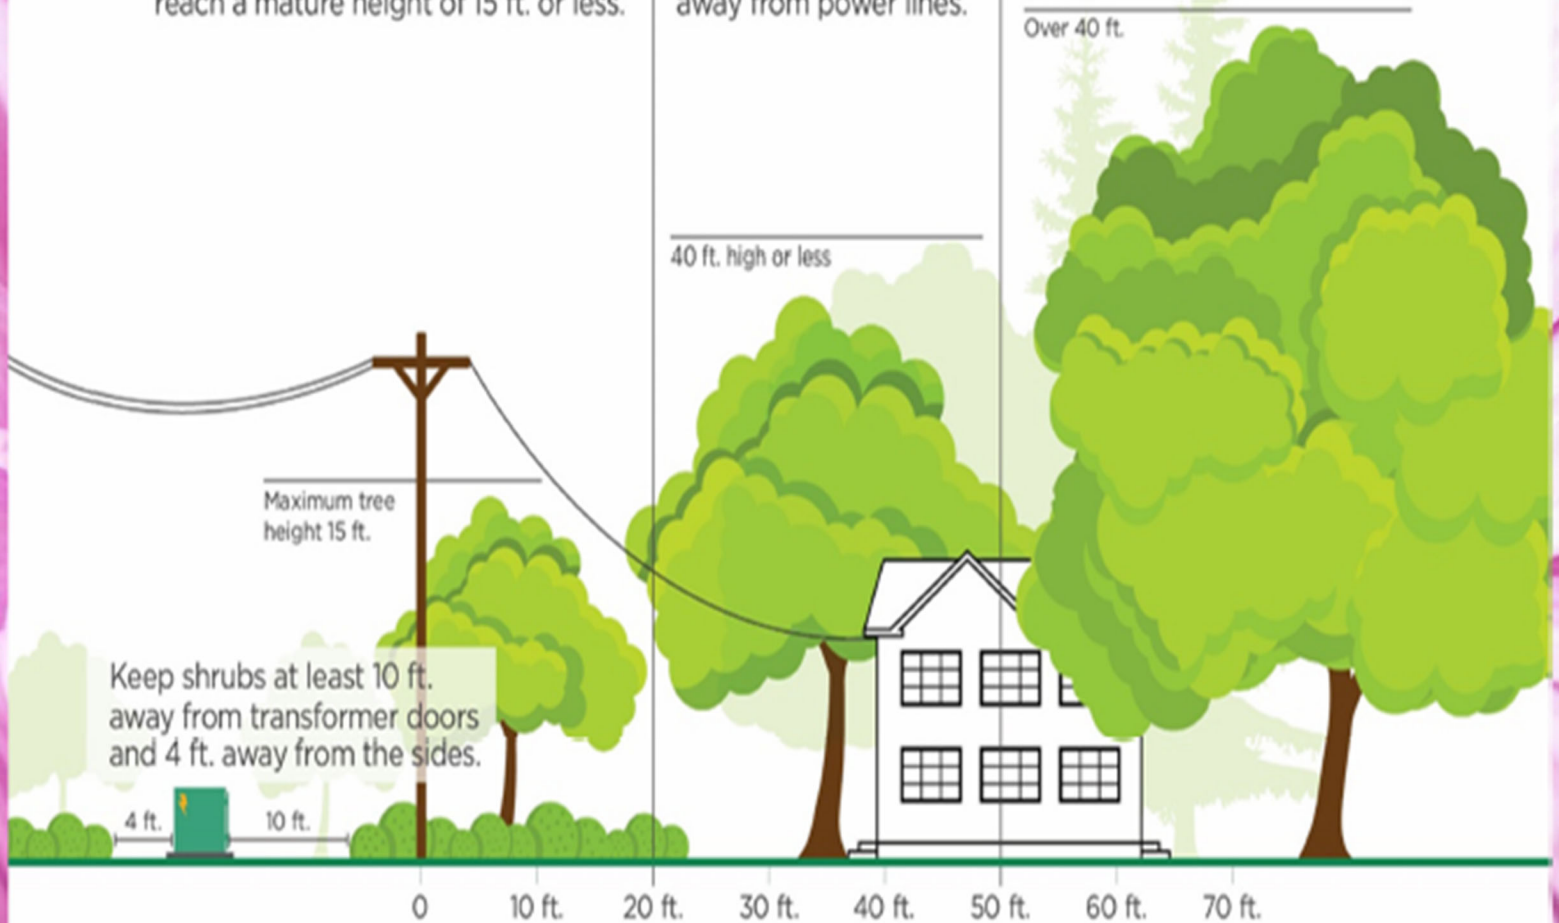 reach a mature height of 15 ft. or less.
away from power lines.
Over 40 ft.
40 ft. high or less
Maximum tree
height 15 ft.
Keep shrubs at least 10 ft.
away from transformer doors
and 4 ft. away from the sides.
4 ft.
10 ft.
0
10 ft.
20 ft.
30 ft.
40 ft.
50 ft.
60 ft.
70 ft.